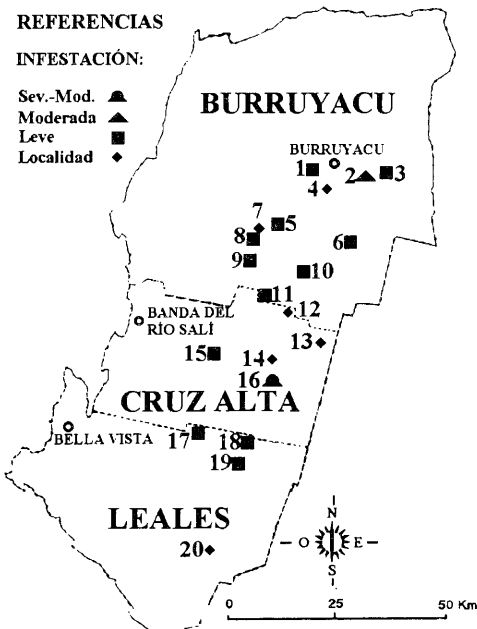 REFERENCIAS
INFESTACIÓN:
Sev.-Mod.
Moderada
Leve
Localidad
BURRUYACU
BURRUYACU
1
2
3
4
7
5
8
6
9
10
11
12
BANDA DEL
RÍO SALÍ
13
15
14
16
CRUZ ALTA
17
18
BELLA VISTA
19
LEALES
20
N
O E
S
0 25 50 Km